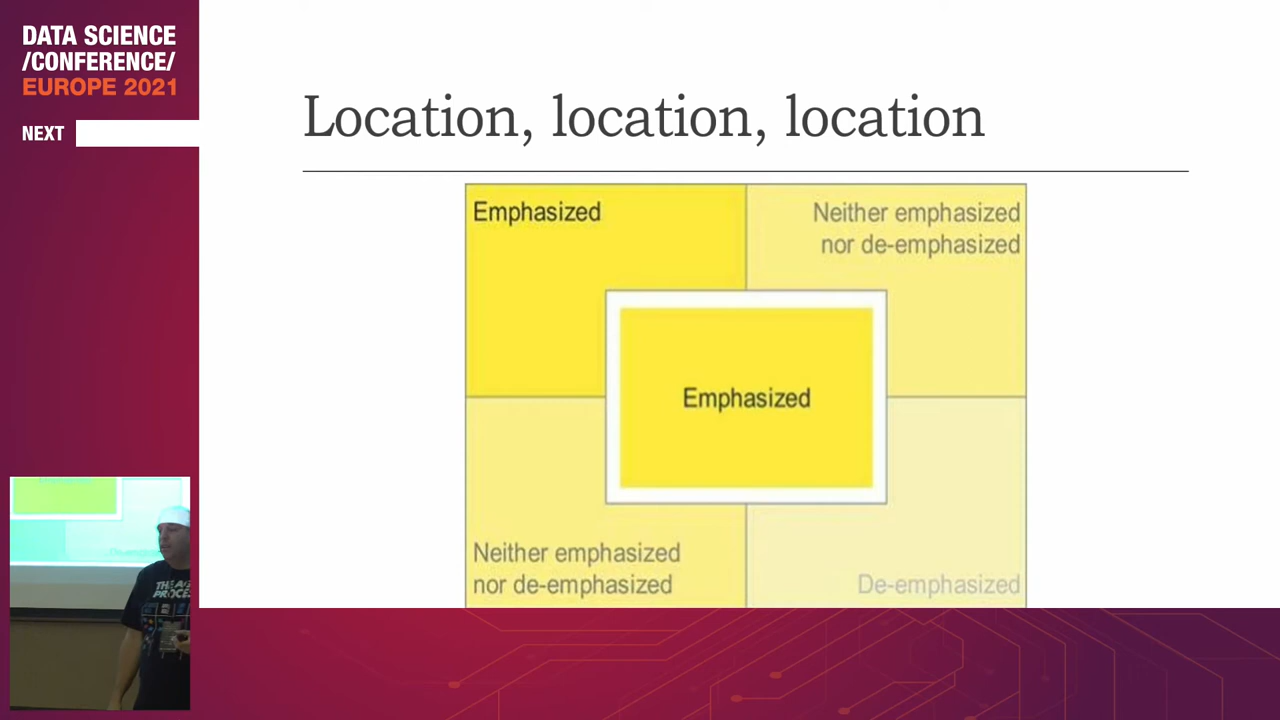 DATA SCIENCE
/CONFERENCE/
EUROPE 2021
NEXT
Location, location, location
Emphasized
Neither emphasized
nor de-emphasized
Emphasized
Neither emphasized
nor de-emphasized
De-emphasized
THE